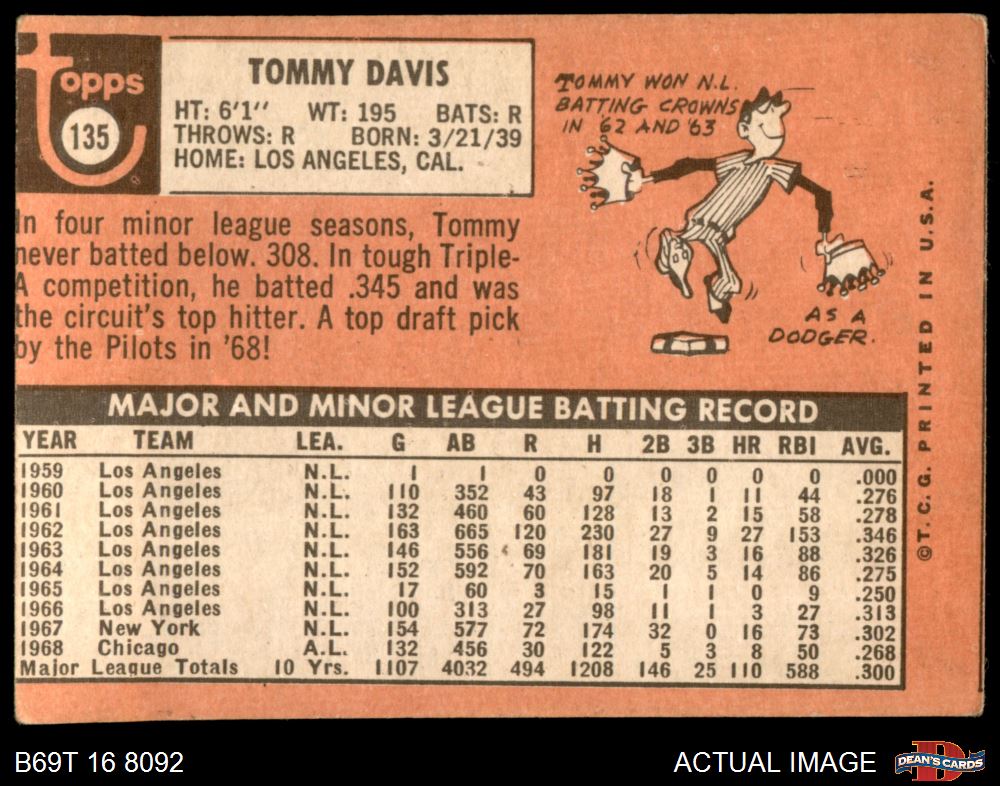 Topps
135
TOMMY DAVIS
HT: 6'1" WT: 195 BATS: R
THROWS: R BORN: 3/21/39
HOME: LOS ANGELES, CAL.
In four minor league seasons, Tommy
never batted below. 308. In tough Triple-
A competition, he batted .345 and was
the circuit's top hitter. A top draft pick
by the Pilots in '68!
TOMMY WON N.L.
BATTING CROWNS
IN '62 AND '63
AS A
DODGER.
MAJOR AND MINOR LEAGUE BATTING RECORD
YEAR TEAM LEA. G AB R H 2B 3B HR RBI AVG.
1959 Los Angeles N.L. 1 1 0 0 0 0 0 0 .000
1960 Los Angeles N.L. 110 352 43 97 18 1 11 44 .276
1961 Los Angeles N.L. 132 460 60 128 13 2 15 58 .278
1962 Los Angeles N.L. 163 665 120 230 27 9 27 153 .346
1963 Los Angeles N.L. 146 556 69 181 19 3 16 88 .326
1964 Los Angeles N.L. 152 592 70 163 20 5 14 86 .275
1965 Los Angeles N.L. 17 60 3 15 1 1 0 9 .250
1966 Los Angeles N.L. 100 313 27 98 11 1 3 27 .313
1967 New York N.L. 154 577 72 174 32 0 16 73 .302
1968 Chicago A.L. 132 456 30 122 5 3 8 50 .268
Major League Totals 10 Yrs. 1107 4032 494 1208 146 25 110 588 .300
©T. C. G. PRINTED IN U.S.A.
B69T 16 8092
ACTUAL IMAGE
DEAN'S CARDS